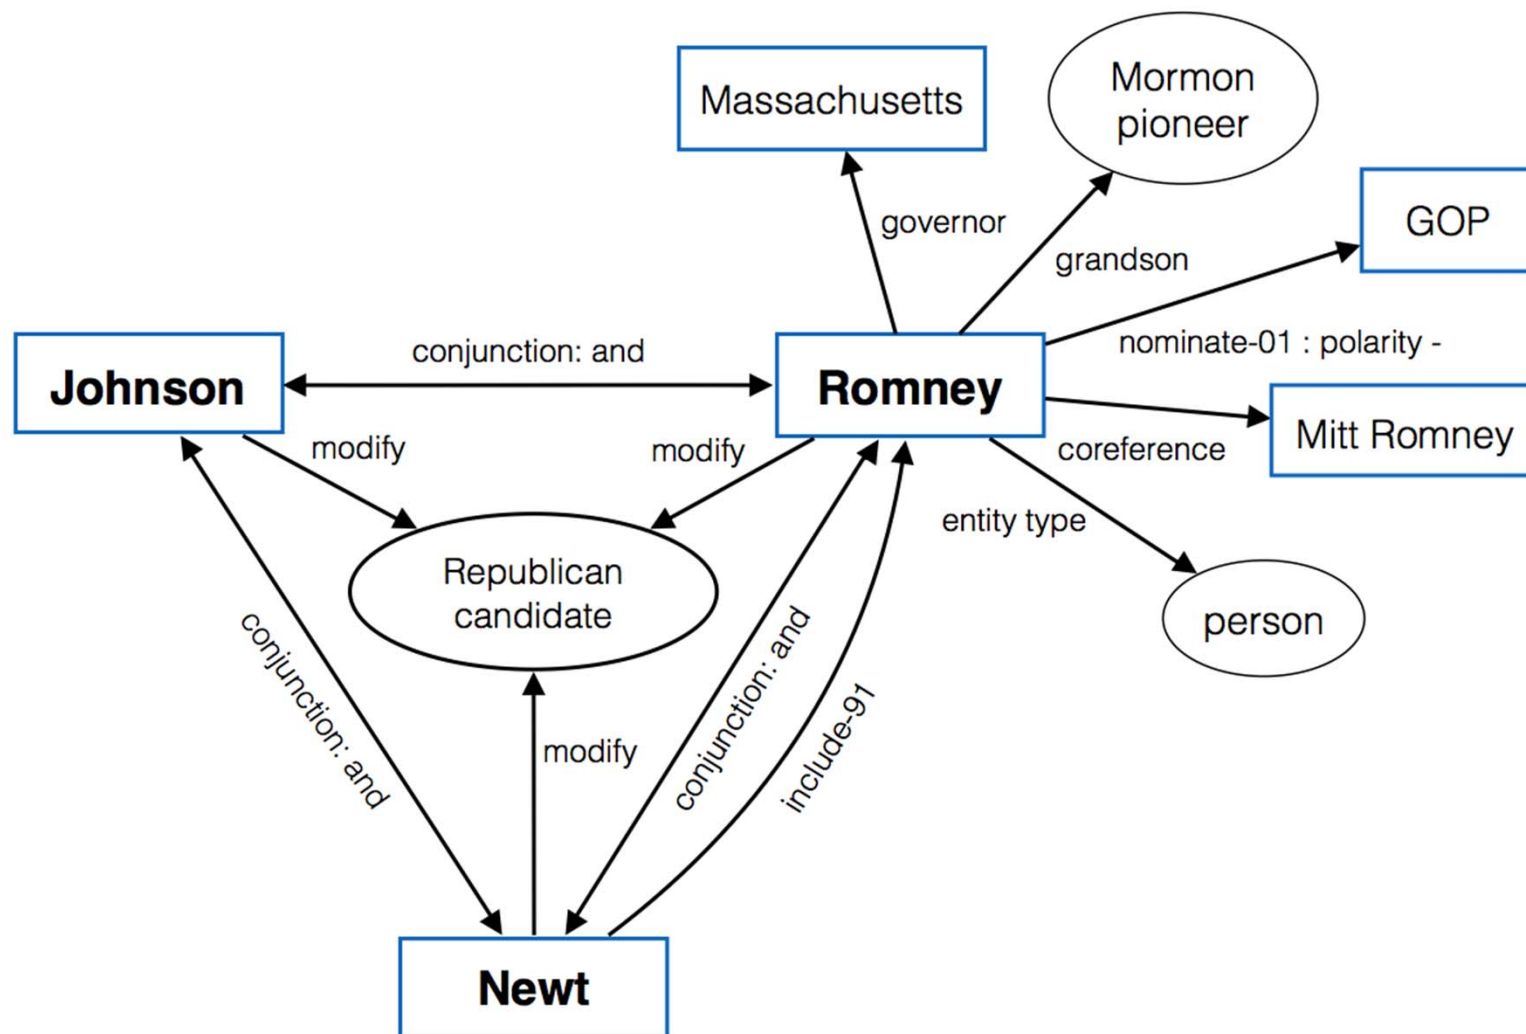 Mormon
pioneer
Massachusetts
GOP
governor
grandson
nominate-01 : polarity -
conjunction: and
Johnson
Romney
Mitt Romney
modify
modify
coreference
entity type
Republican
candidate
person
conjunction: and
conjunction: and
include-91
modify
Newt